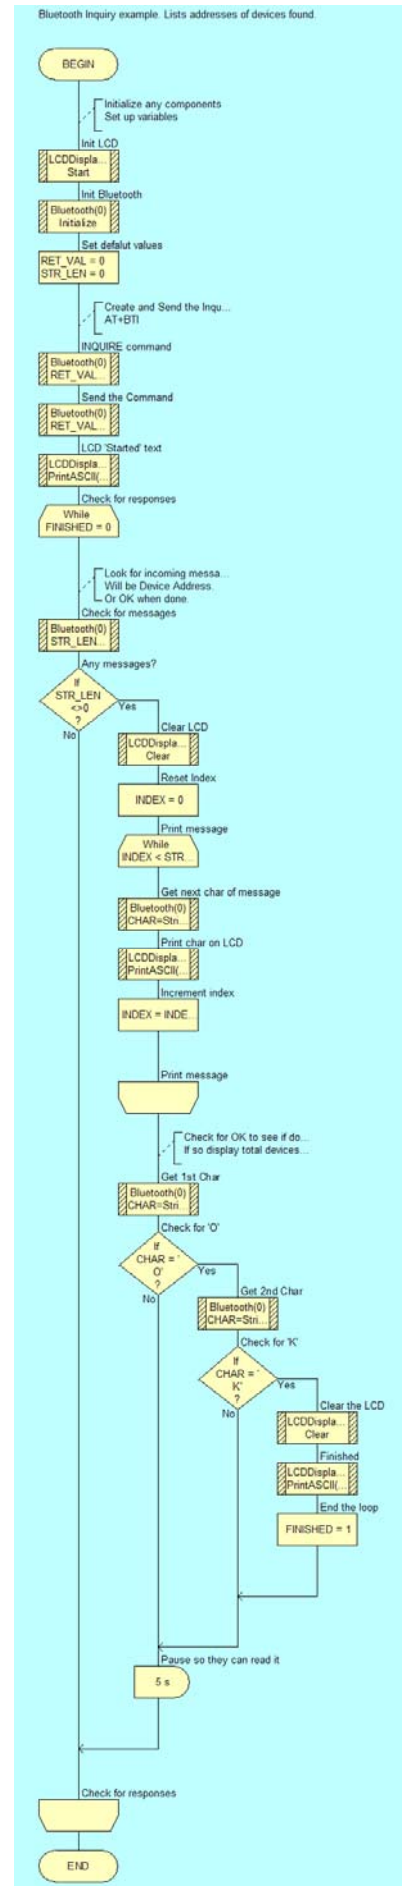 Bluetooth Inquiry example. Lists addresses of devices found.
BEGIN
Initialize any components
Set up variables
Init LCD
LCDDispla...
Start
Init Bluetooth
Bluetooth(0)
Initialize
Set defalut values
RET_VAL = 0
STR_LEN = 0
Create and Send the Inqu...
AT+BTI
INQUIRE command
Bluetooth(0)
RET_VAL...
Send the Command
Bluetooth(0)
RET_VAL...
LCD 'Started' text
LCDDispla...
PrintASCII(...
Check for responses
While
FINISHED = 0
Look for incoming messa...
Will be Device Address.
Or OK when done.
Check for messages
Bluetooth(0)
STR_LEN...
Any messages?
If
STR_LEN
<>0
?
Yes
No
Clear LCD
LCDDispla...
Clear
Reset Index
INDEX = 0
Print message
While
INDEX < STR...
Get next char of message
Bluetooth(0)
CHAR=Stri...
Print char on LCD
LCDDispla...
PrintASCII(...
Increment index
INDEX = INDE...
Print message
Check for OK to see if do...
If so display total devices...
Get 1st Char
Bluetooth(0)
CHAR=Stri...
Check for 'O'
If
CHAR = '
O'
?
Yes
No
Get 2nd Char
Bluetooth(0)
CHAR=Stri...
Check for 'K'
If
CHAR = '
K'
?
Yes
No
Clear the LCD
LCDDispla...
Clear
Finished
LCDDispla...
PrintASCII(...
End the loop
FINISHED = 1
Pause so they can read it
5 s
Check for responses
END